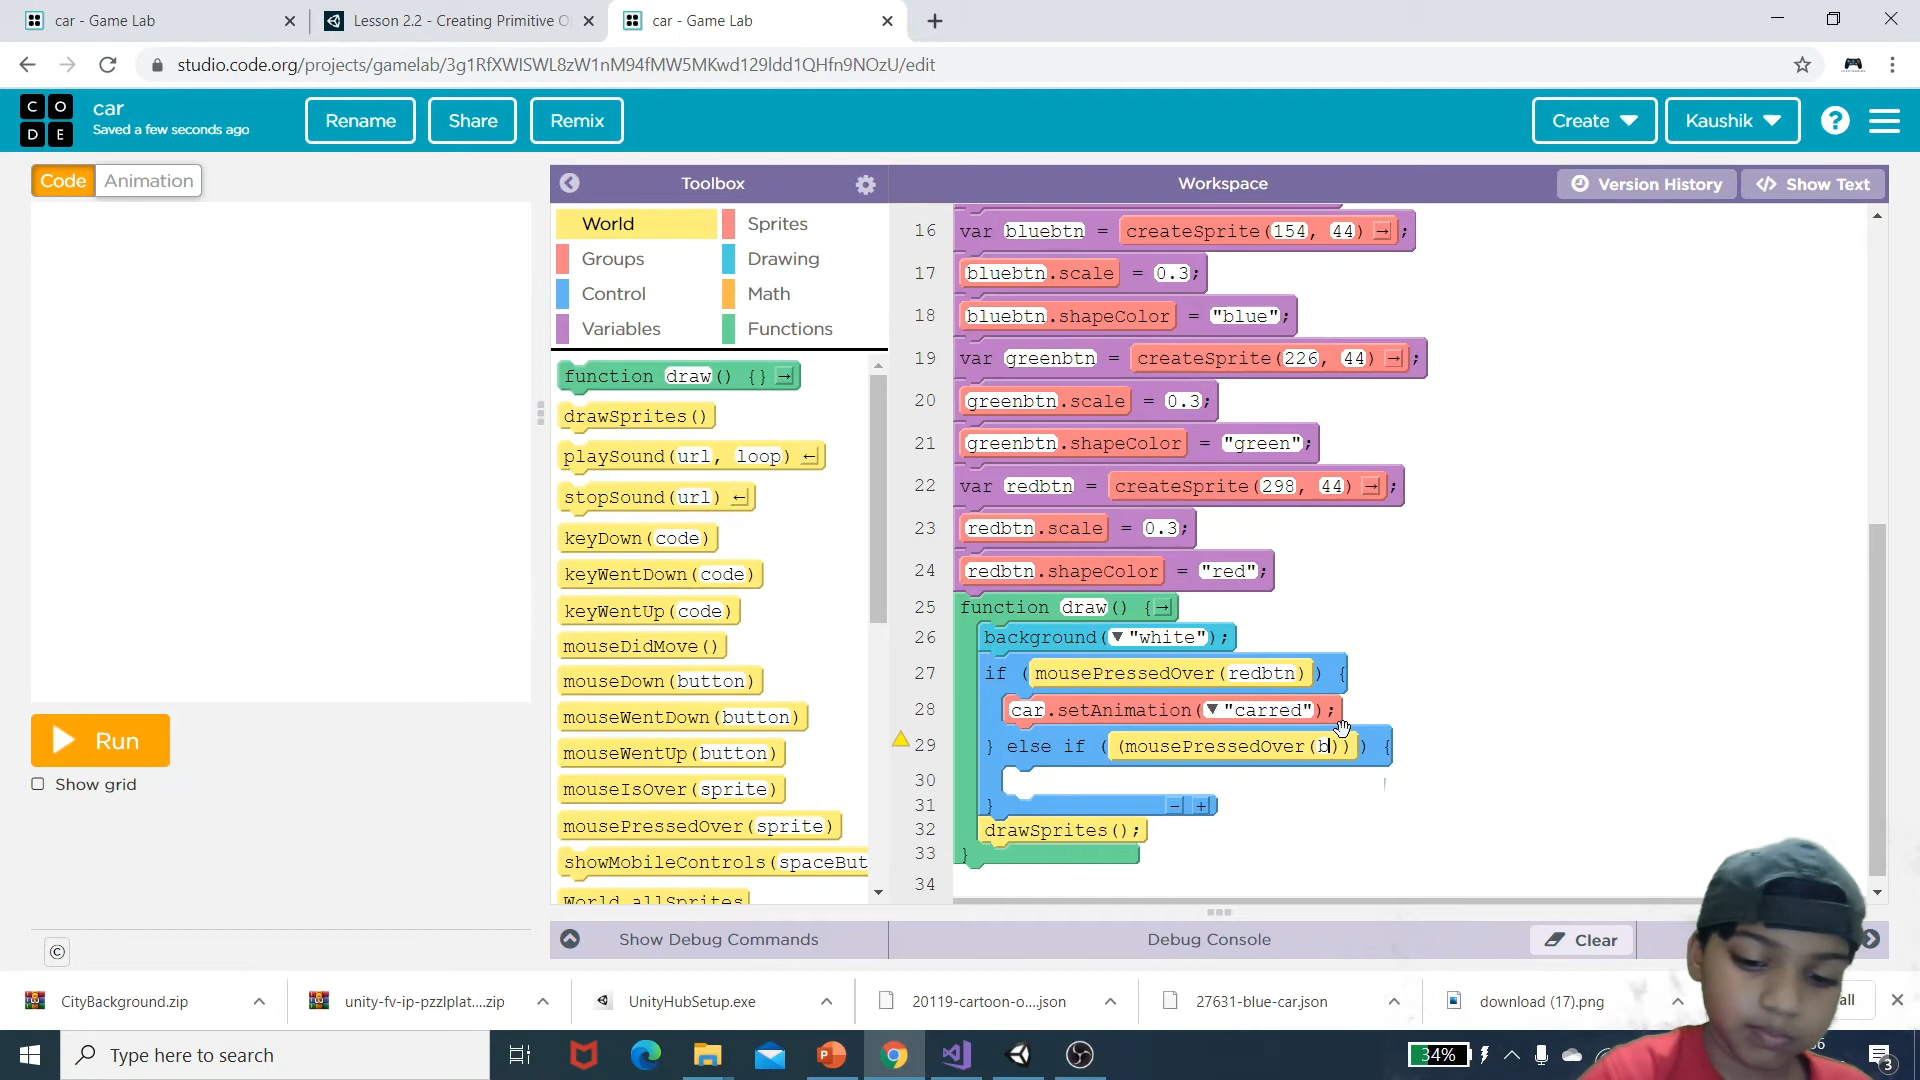 car - Game Lab
Lesson 2.2 - Creating Primitive O
car - Game Lab
studio.code.org/projects/gamelab/3g1RfXWISWL8zW1nM94fMW5MKwd129ldd1QHfn9NOzU/edit
CO
DE
car
Saved a few seconds ago
Rename
Share
Remix
Create
Kaushik
?
Code
Animation
Toolbox
Workspace
Version History
Show Text
World
Sprites
Groups
Drawing
Control
Math
Variables
Functions
function draw() {}
drawSprites()
playSound(url, loop)
stopSound(url)
keyDown(code)
keyWentDown(code)
keyWentUp(code)
mouseDidMove()
mouseDown(button)
mouseWentDown(button)
mouseWentUp(button)
mouseIsOver(sprite)
mousePressedOver(sprite)
showMobileControls(spaceBut
World.allSprites
16 var bluebtn = createSprite(154, 44);
17 bluebtn.scale = 0.3;
18 bluebtn.shapeColor = "blue";
19 var greenbtn = createSprite(226, 44);
20 greenbtn.scale = 0.3;
21 greenbtn.shapeColor = "green";
22 var redbtn = createSprite(298, 44);
23 redbtn.scale = 0.3;
24 redbtn.shapeColor = "red";
25 function draw() {
26 background("white");
27 if (mousePressedOver(redbtn)) {
28 car.setAnimation("carred");
29 } else if ((mousePressedOver(b))) {
30
31 }
32 drawSprites();
33 }
34
Run
Show grid
©
Show Debug Commands
Debug Console
Clear
CityBackground.zip
unity-fv-ip-pzzlplat....zip
UnityHubSetup.exe
20119-cartoon-o....json
27631-blue-car.json
download (17).png
all
Type here to search
34%
3